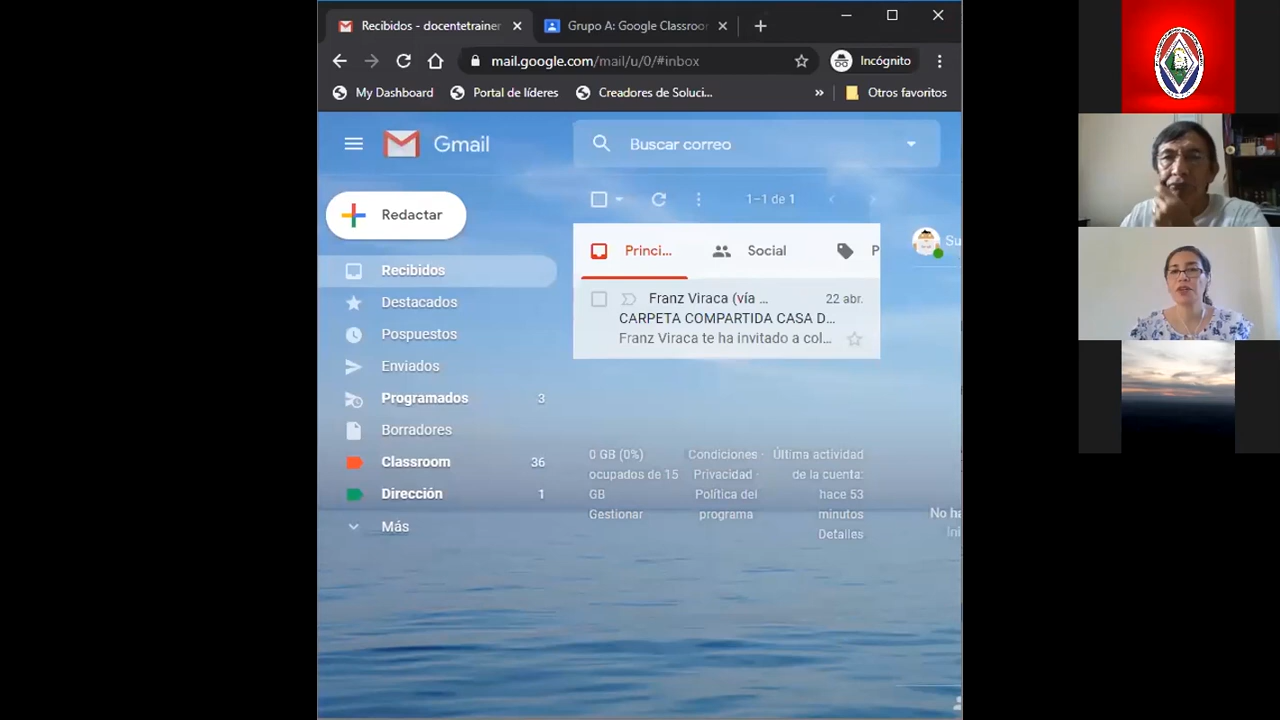 Recibidos - docentetrainer
Grupo A: Google Classroom
mail.google.com/mail/u/0/#inbox
Incógnito
My Dashboard
Portal de líderes
Creadores de Soluci...
»
Otros favoritos
Gmail
Buscar correo
Redactar
1–1 de 1
Recibidos
Destacados
Pospuestos
Enviados
Programados 3
Borradores
Classroom 36
Dirección 1
Más
Princi...
Social
P
Su
Franz Viraca (vía ...
22 abr.
CARPETA COMPARTIDA CASA D...
Franz Viraca te ha invitado a col...
0 GB (0%)
ocupados de 15
GB
Gestionar
Condiciones ·
Privacidad ·
Política del
programa
Última actividad
de la cuenta:
hace 53
minutos
Detalles
No ha
Ini